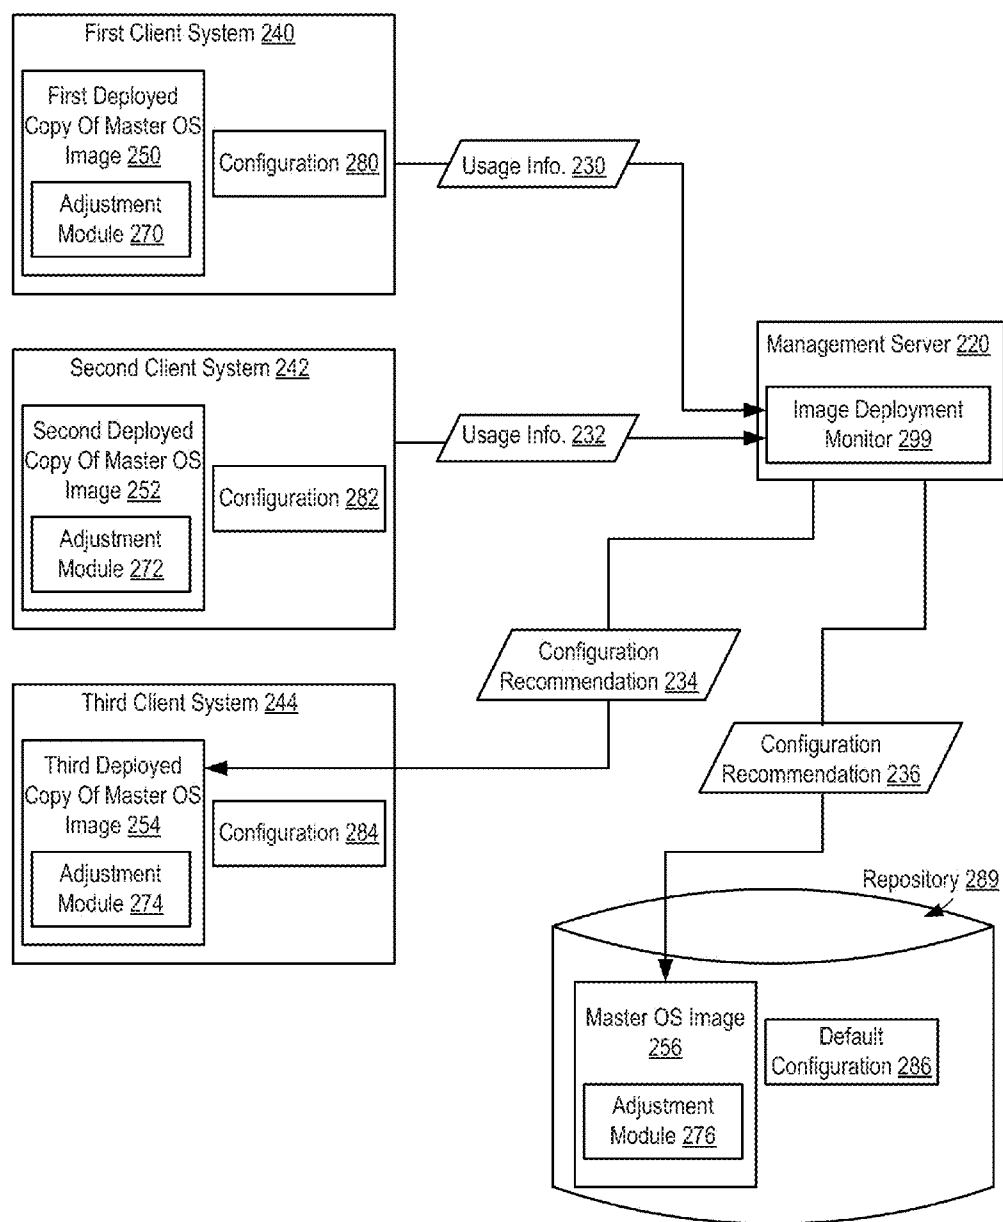 First Client System 240
First Deployed
Copy Of Master OS
Image 250
Adjustment
Module 270
Configuration 280
Usage Info. 230
Second Client System 242
Second Deployed
Copy Of Master OS
Image 252
Adjustment
Module 272
Configuration 282
Usage Info. 232
Management Server 220
Image Deployment
Monitor 299
Configuration
Recommendation 234
Configuration
Recommendation 236
Third Client System 244
Third Deployed
Copy Of Master OS
Image 254
Adjustment
Module 274
Configuration 284
Repository 289
Master OS Image
256
Adjustment
Module 276
Default
Configuration 286